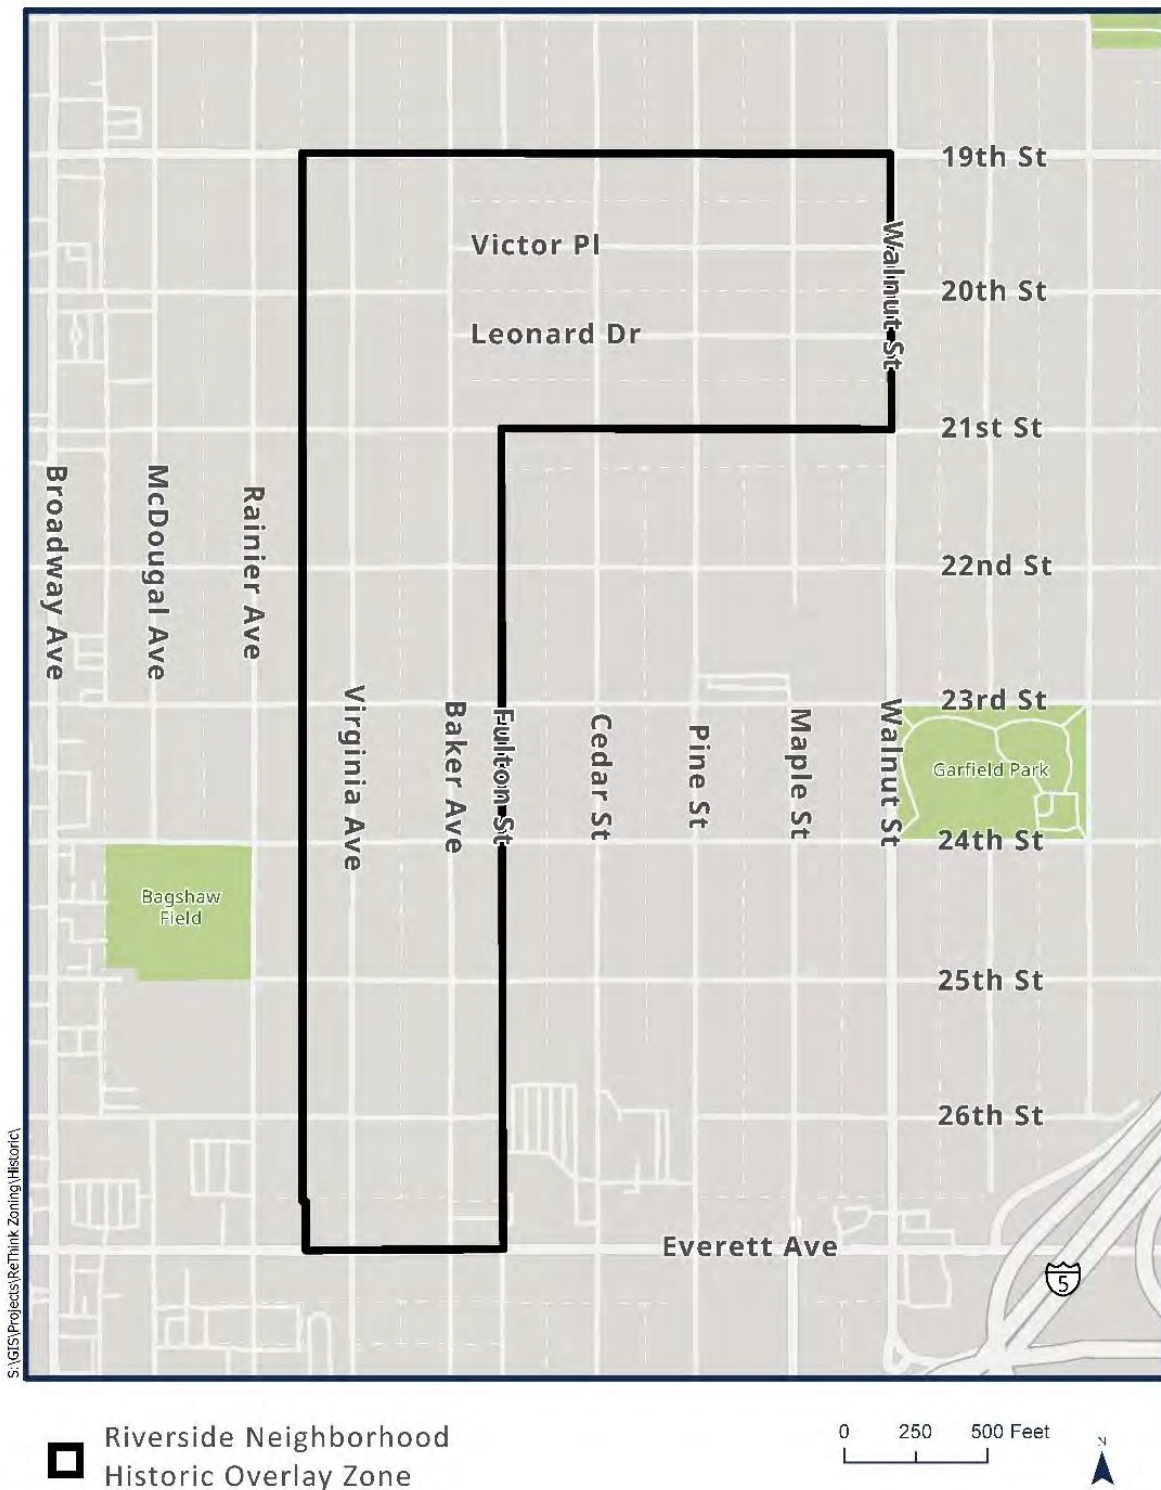 19th St
Victor Pl
Walnut St
20th St
Leonard Dr
21st St
Broadway Ave
McDougal Ave
Rainier Ave
22nd St
Virginia Ave
Baker Ave
Fulton St
Cedar St
Pine St
Maple St
Walnut St
23rd St
Garfield Park
24th St
Bagshaw
Field
25th St
26th St
Everett Ave
5
S:\GIS\Projects\ReThink Zoning\Historic\
Riverside Neighborhood
Historic Overlay Zone
0 250 500 Feet
N